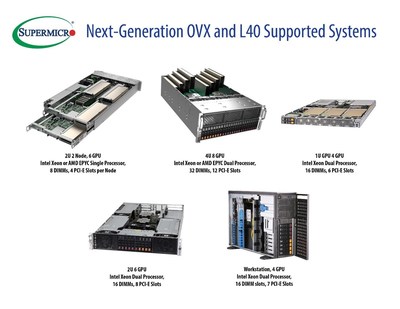 SUPERMICRO
Next-Generation OVX and L40 Supported Systems
2U 2 Node, 6 GPU
Intel Xeon or AMD EPYC Single Processor,
8 DIMMs, 4 PCI-E Slots per Node
4U 8 GPU
Intel Xeon or AMD EPYC Dual Processor,
32 DIMMs, 12 PCI-E Slots
1U GPU 4 GPU
Intel Xeon Dual Processor,
16 DIMMs, 6 PCI-E Slots
2U 6 GPU
Intel Xeon Dual Processor,
16 DIMMs, 8 PCI-E Slots
Workstation, 4 GPU
Intel Xeon Dual Processor,
16 DIMM slots, 7 PCI-E Slots